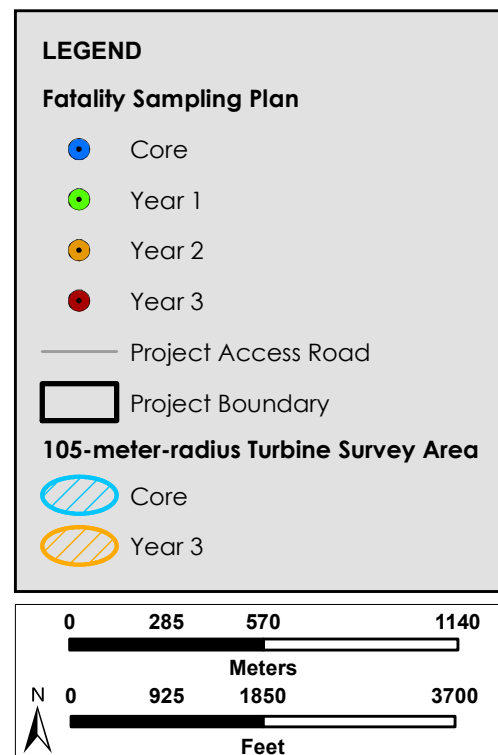 LEGEND
Fatality Sampling Plan
Core
Year 1
Year 2
Year 3
Project Access Road
Project Boundary
105-meter-radius Turbine Survey Area
Core
Year 3
0 285 570 1140
Meters
N 0 925 1850 3700
Feet